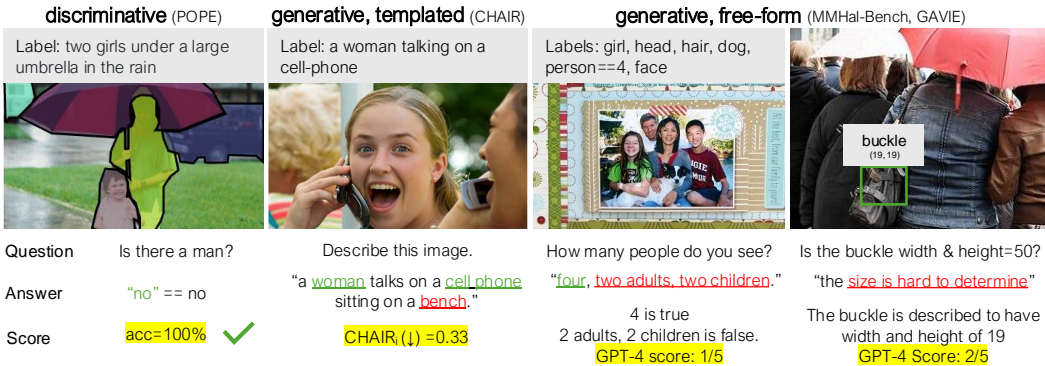 discriminative (POPE)
generative, templated (CHAIR)
generative, free-form (MMHal-Bench, GAVIE)
Label: two girls under a large
umbrella in the rain
Label: a woman talking on a
cell-phone
Labels: girl, head, hair, dog,
person==4, face
buckle
(19, 19)
Question
Is there a man?
Describe this image.
How many people do you see?
Is the buckle width & height=50?
Answer
“no” == no
“a woman talks on a cell phone
sitting on a bench.”
“four, two adults, two children.”
“the size is hard to determine”
Score
acc=100%
CHAIRᵢ (↓) =0.33
4 is true
2 adults, 2 children is false.
GPT-4 score: 1/5
The buckle is described to have
width and height of 19
GPT-4 Score: 2/5